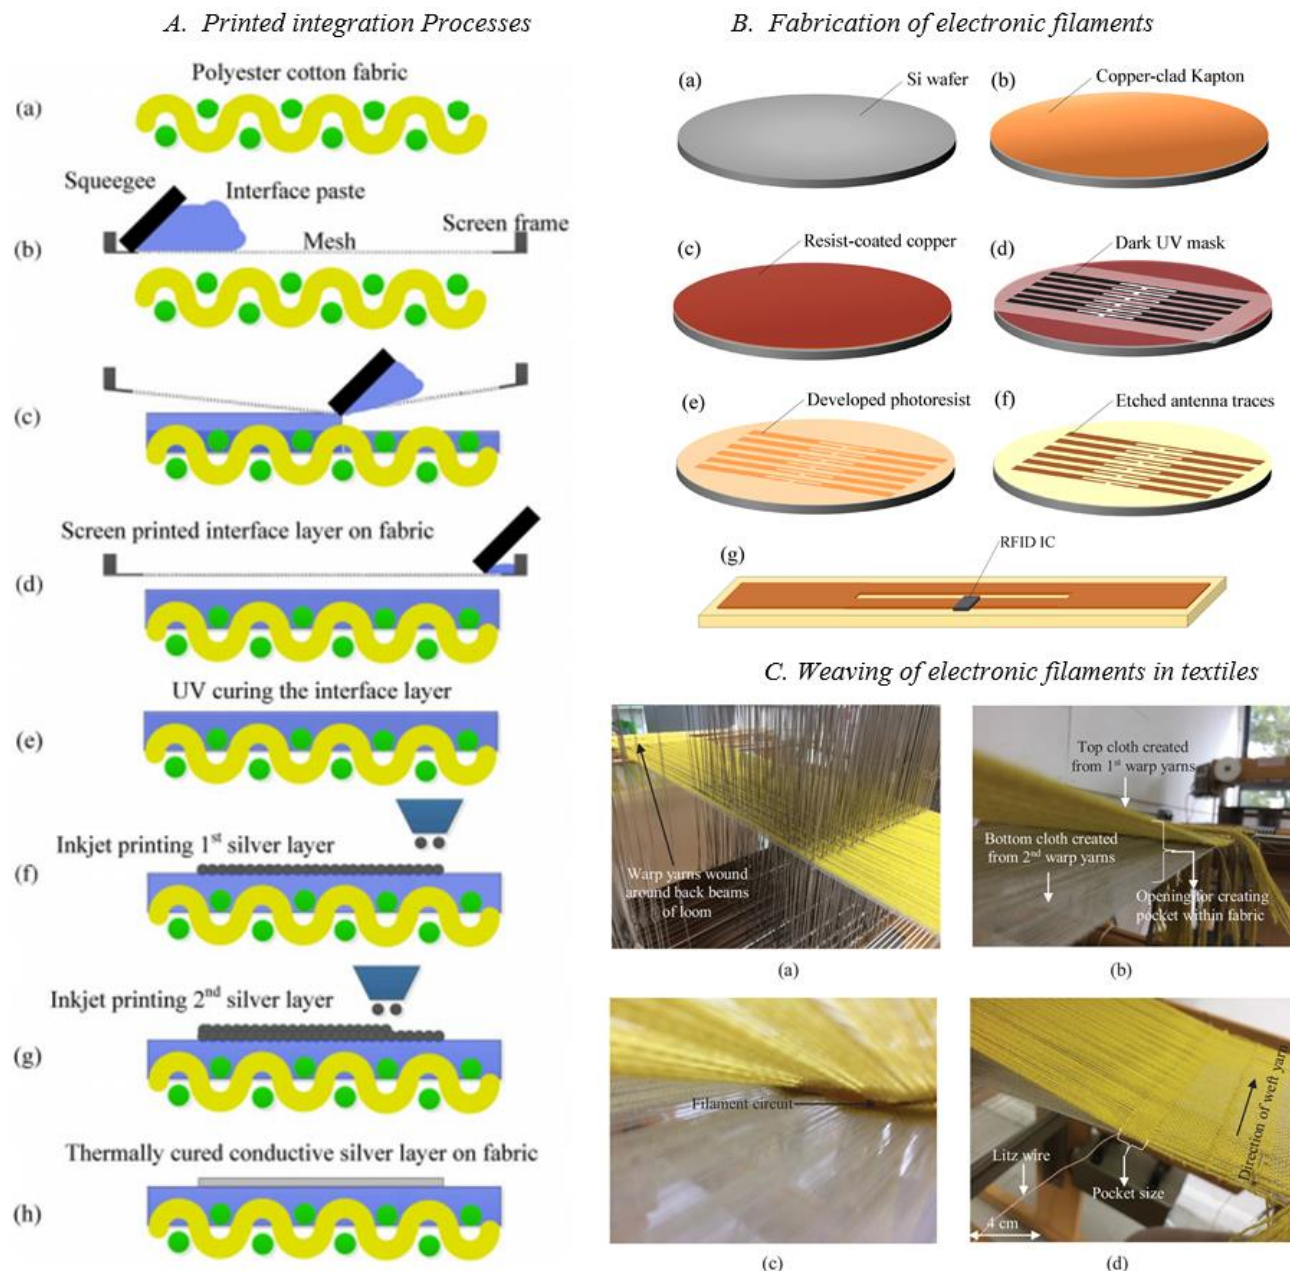 A. Printed integration Processes
Polyester cotton fabric
(a)
Squeegee
Interface paste
Screen frame
(b)
Mesh
(c)
Screen printed interface layer on fabric
(d)
UV curing the interface layer
(e)
Inkjet printing 1st silver layer
(f)
Inkjet printing 2nd silver layer
(g)
Thermally cured conductive silver layer on fabric
(h)
B. Fabrication of electronic filaments
(a)
Si wafer
(b)
Copper-clad Kapton
(c)
Resist-coated copper
(d)
Dark UV mask
(e)
Developed photoresist
(f)
Etched antenna traces
(g)
RFID IC
C. Weaving of electronic filaments in textiles
Warp yarns wound
around back beams
of loom
(a)
Top cloth created
from 1st warp yarns
Bottom cloth created
from 2nd warp yarns
Opening for creating
pocket within fabric
(b)
Filament circuit
(c)
Direction of weft yarn
Litz wire
Pocket size
4 cm
(d)